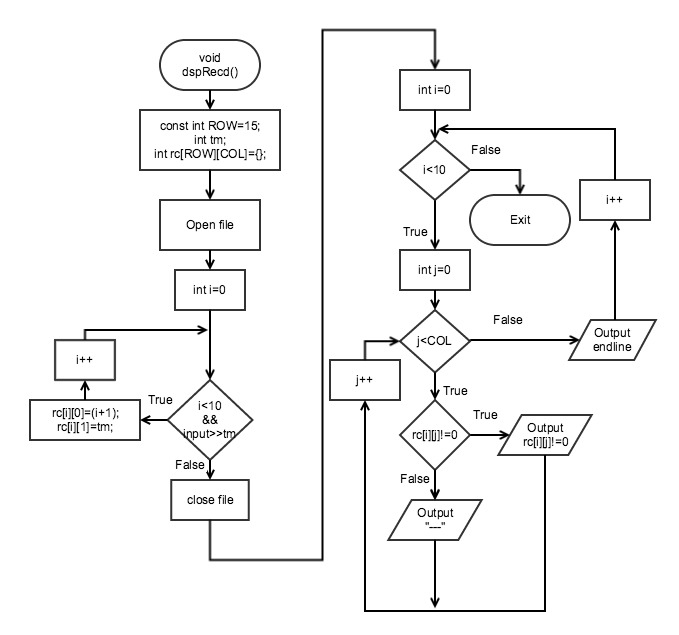 void
dspRecd()
const int ROW=15;
int tm;
int rc[ROW][COL]={};
Open file
int i=0
i++
True
rc[i][0]=(i+1);
rc[i][1]=tm;
i<10
&&
input>>tm
False
close file
int i=0
False
i<10
i++
Exit
True
int j=0
False
j<COL
Output
endline
j++
True
True
rc[i][j]!=0
Output
rc[i][j]!=0
False
Output
"---"